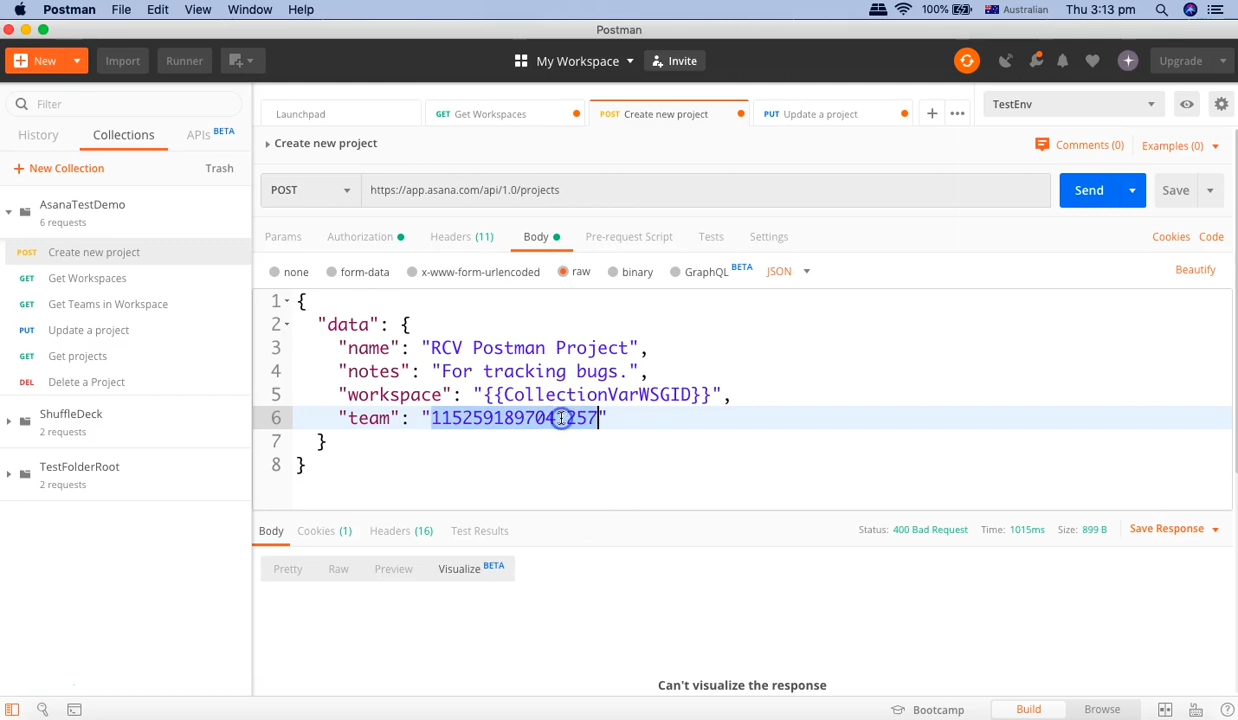 Postman File Edit View Window Help 100% Australian Thu 3:13 pm
Postman
New Import Runner My Workspace Invite Upgrade
Filter
Launchpad GET Get Workspaces POST Create new project PUT Update a project TestEnv
History Collections APIs BETA
Create new project Comments (0) Examples (0)
New Collection Trash
POST https://app.asana.com/api/1.0/projects Send Save
AsanaTestDemo
6 requests
Params Authorization Headers (11) Body Pre-request Script Tests Settings Cookies Code
POST Create new project
none form-data x-www-form-urlencoded raw binary GraphQL BETA JSON Beautify
GET Get Workspaces
GET Get Teams in Workspace
PUT Update a project
GET Get projects
DEL Delete a Project
ShuffleDeck
2 requests
TestFolderRoot
2 requests
1 {
2 "data": {
3 "name": "RCV Postman Project",
4 "notes": "For tracking bugs.",
5 "workspace": "{{CollectionVarWSGID}}",
6 "team": "
7 }
8 }
Body Cookies (1) Headers (16) Test Results Status: 400 Bad Request Time: 1015ms Size: 899 B Save Response
Pretty Raw Preview Visualize BETA
Can't visualize the response
Bootcamp Build Browse